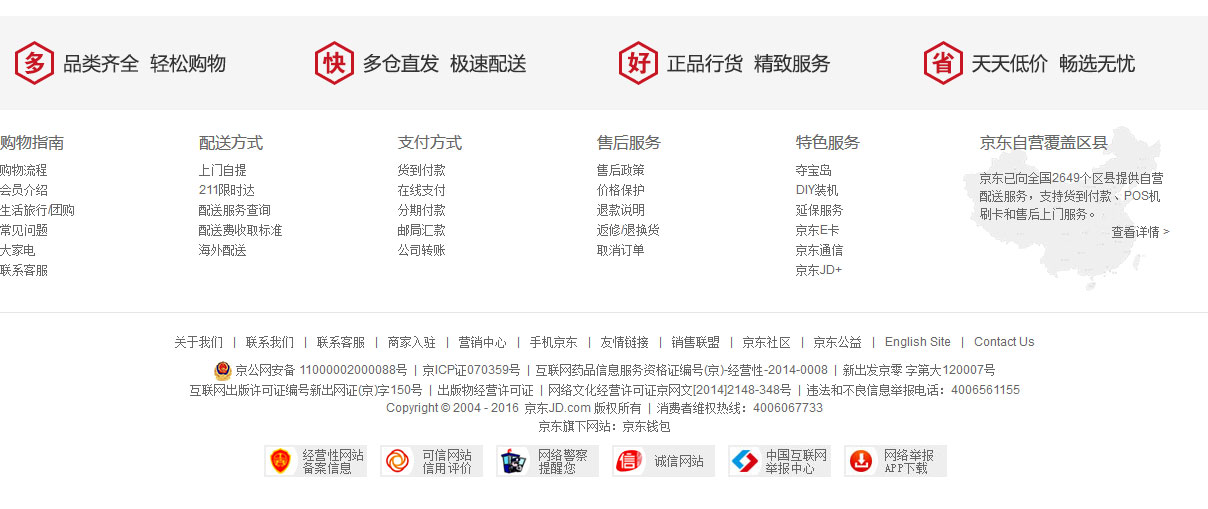 多 品类齐全 轻松购物 快 多仓直发 极速配送 好 正品行货 精致服务 省 天天低价 畅选无忧
购物指南
购物流程
会员介绍
生活旅行/团购
常见问题
大家电
联系客服
配送方式
上门自提
211限时达
配送服务查询
配送费收取标准
海外配送
支付方式
货到付款
在线支付
分期付款
邮局汇款
公司转账
售后服务
售后政策
价格保护
退款说明
返修/退换货
取消订单
特色服务
夺宝岛
DIY装机
延保服务
京东E卡
京东通信
京东JD+
京东自营覆盖区县
京东已向全国2649个区县提供自营
配送服务，支持货到付款、POS机
刷卡和售后上门服务。
查看详情 >
关于我们 | 联系我们 | 联系客服 | 商家入驻 | 营销中心 | 手机京东 | 友情链接 | 销售联盟 | 京东社区 | 京东公益 | English Site | Contact Us
京公网安备 11000002000088号 | 京ICP证070359号 | 互联网药品信息服务资格证编号(京)-经营性-2014-0008 | 新出发京零 字第大120007号
互联网出版许可证编号新出网证(京)字150号 | 出版物经营许可证 | 网络文化经营许可证京网文[2014]2148-348号 | 违法和不良信息举报电话：4006561155
Copyright © 2004 - 2016 京东JD.com 版权所有 | 消费者维权热线：4006067733
京东旗下网站：京东钱包
经营性网站
备案信息
可信网站
信用评价
网络警察
提醒您
诚信网站
中国互联网
举报中心
网络举报
APP下载